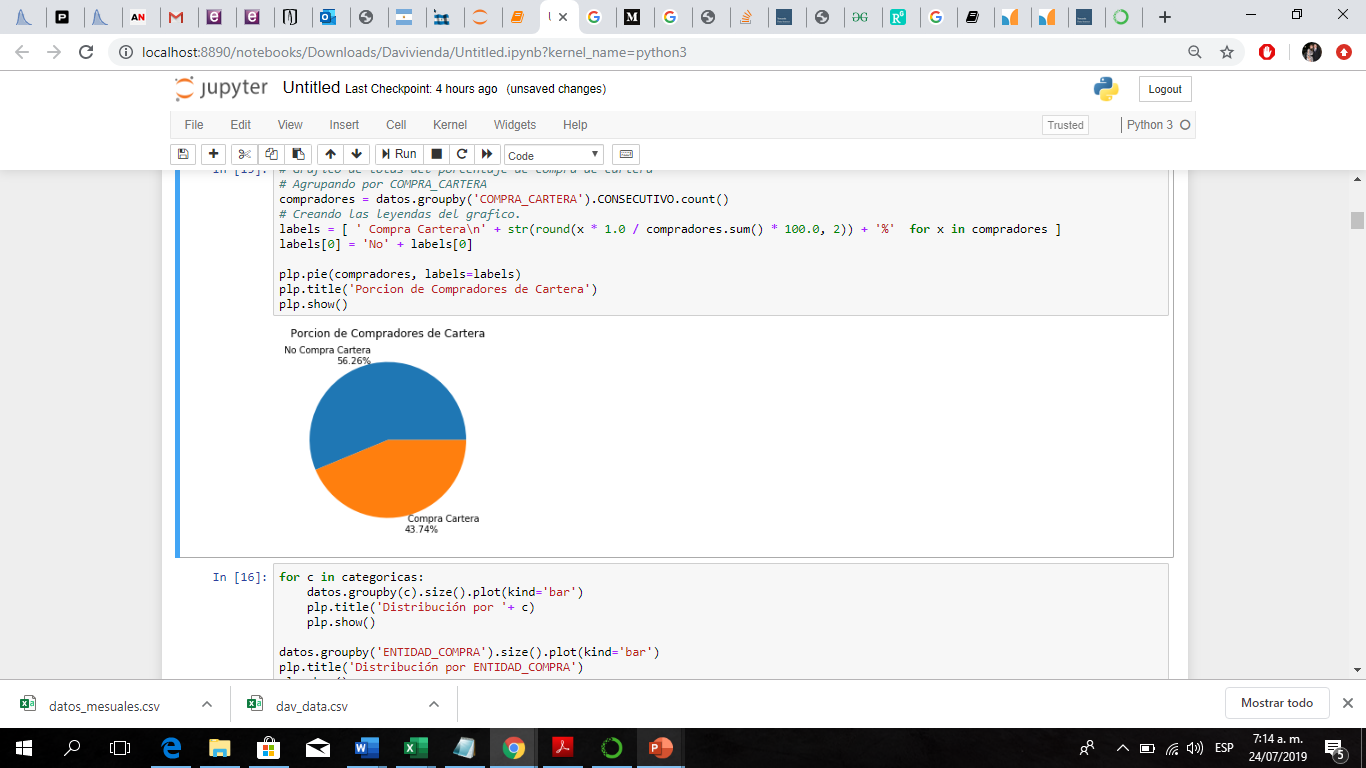 localhost:8890/notebooks/Downloads/Davivienda/Untitled.ipynb?kernel_name=python3
jupyter Untitled Last Checkpoint: 4 hours ago (unsaved changes)
Logout
File Edit View Insert Cell Kernel Widgets Help
Trusted
Python 3
Run
Code
# Agrupando por COMPRA_CARTERA
compradores = datos.groupby('COMPRA_CARTERA').CONSECUTIVO.count()
# Creando las leyendas del grafico.
labels = [ ' Compra Cartera\n' + str(round(x * 1.0 / compradores.sum() * 100.0, 2)) + '%'  for x in compradores ]
labels[0] = 'No' + labels[0]
plp.pie(compradores, labels=labels)
plp.title('Porcion de Compradores de Cartera')
plp.show()
Porcion de Compradores de Cartera
No Compra Cartera
56.26%
Compra Cartera
43.74%
In [16]:
for c in categoricas:
    datos.groupby(c).size().plot(kind='bar')
    plp.title('Distribución por '+ c)
    plp.show()
datos.groupby('ENTIDAD_COMPRA').size().plot(kind='bar')
plp.title('Distribución por ENTIDAD_COMPRA')
datos_mesuales.csv
dav_data.csv
Mostrar todo
ESP
7:14 a. m.
24/07/2019
5